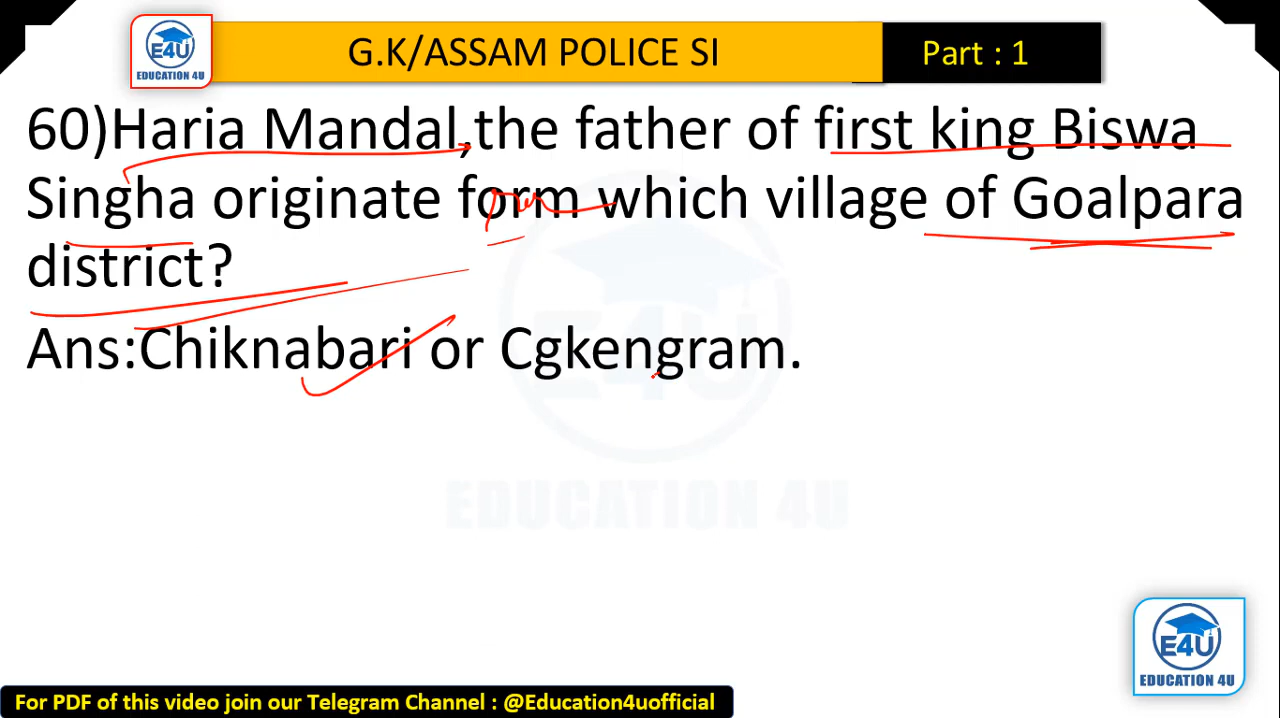 E4U
EDUCATION 4U
G.K/ASSAM POLICE SI
Part : 1
60)Haria Mandal,the father of first king Biswa
Singha originate form which village of Goalpara
district?
Ans:Chiknabari or Cgkengram.
E4U
EDUCATION 4U
E4U
EDUCATION 4U
For PDF of this video join our Telegram Channel : @Education4uofficial